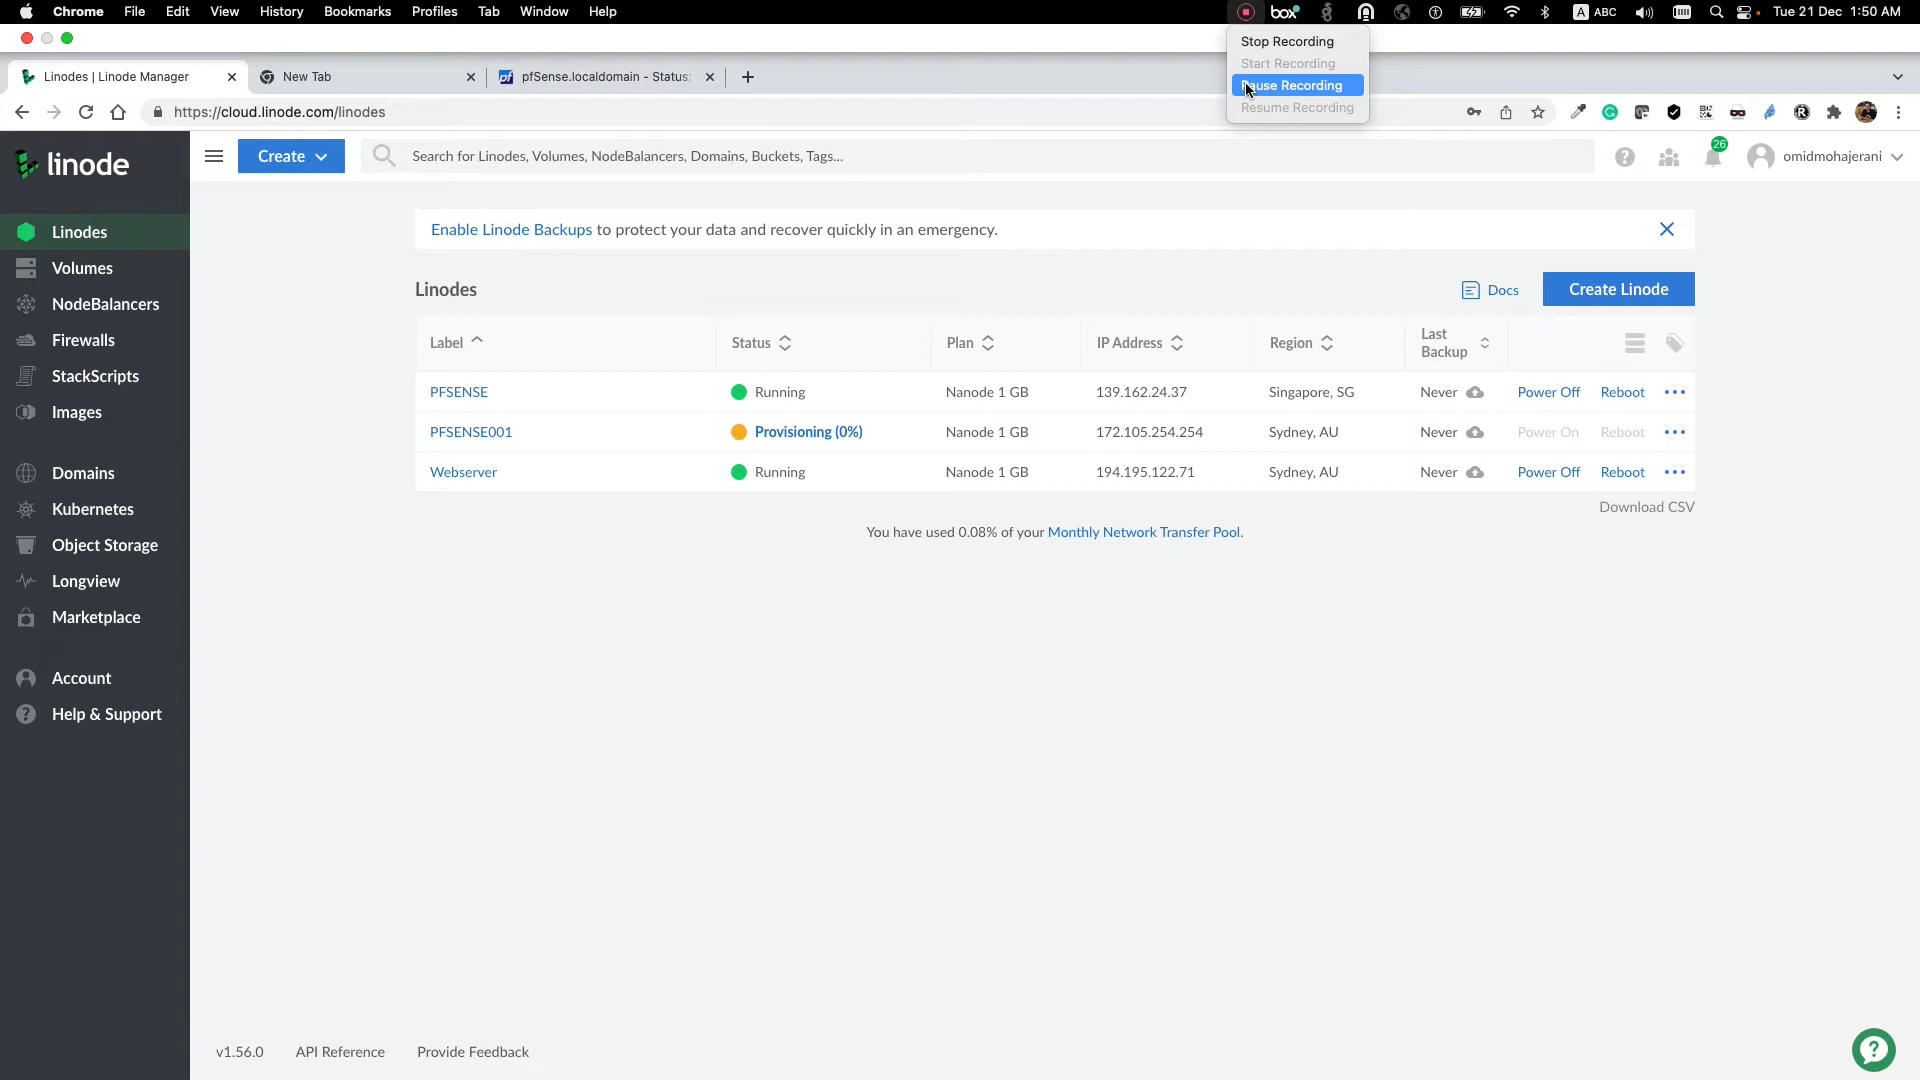 Chrome File Edit View History Bookmarks Profiles Tab Window Help box ABC Tue 21 Dec 1:50 AM
Stop Recording
Start Recording
Pause Recording
Resume Recording
Linodes | Linode Manager New Tab pfSense.localdomain - Status:
https://cloud.linode.com/linodes
linode
Create
Search for Linodes, Volumes, NodeBalancers, Domains, Buckets, Tags...
26
omidmohajerani
Linodes
Volumes
NodeBalancers
Firewalls
StackScripts
Images
Domains
Kubernetes
Object Storage
Longview
Marketplace
Account
Help & Support
Enable Linode Backups to protect your data and recover quickly in an emergency.
Linodes Docs Create Linode
Label Status Plan IP Address Region Last Backup
PFSENSE Running Nanode 1 GB 139.162.24.37 Singapore, SG Never Power Off Reboot
PFSENSE001 Provisioning (0%) Nanode 1 GB 172.105.254.254 Sydney, AU Never Power On Reboot
Webserver Running Nanode 1 GB 194.195.122.71 Sydney, AU Never Power Off Reboot
Download CSV
You have used 0.08% of your Monthly Network Transfer Pool.
v1.56.0 API Reference Provide Feedback